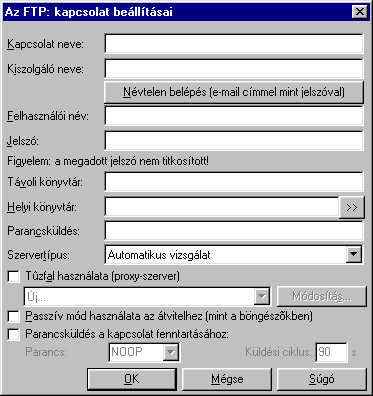 Az FTP: kapcsolat beállításai
Kapcsolat neve:
Kiszolgáló neve:
Névtelen belépés (e-mail címmel mint jelszóval)
Felhasználói név:
Jelszó:
Figyelem: a megadott jelszó nem titkosított!
Távoli könyvtár:
Helyi könyvtár: >>
Parancsküldés:
Szervertípus: Automatikus vizsgálat
Tûzfal használata (proxy-szerver)
Új... Módosítás...
Passzív mód használata az átvitelhez (mint a böngészõkben)
Parancsküldés a kapcsolat fenntartásához:
Parancs: NOOP Küldési ciklus: 90 s
OK Mégse Súgó